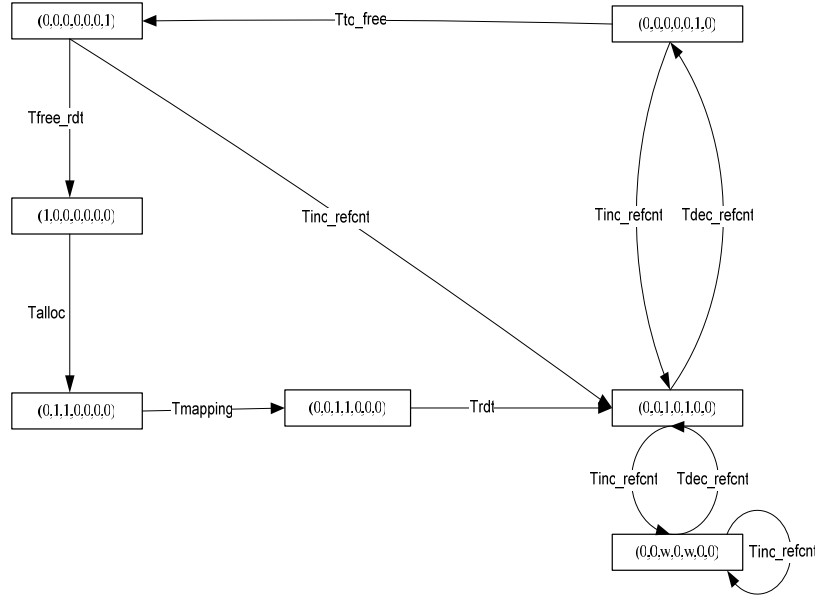 (0,0,0,0,0,0,1)
Ttc_free
(0,0,0,0,0,1,0)
Tfree_rdt
(1,0,0,0,0,0,0)
Tinc_refcnt
Tinc_refcnt
Tdec_refcnt
Talloc
(0,1,1,0,0,0,0)
Tmapping
(0,0,1,1,0,0,0)
Trdt
(0,0,1,0,1,0,0)
Tinc_refcnt
Tdec_refcnt
(0,0,w,0,w,0,0)
Tinc_refcnt